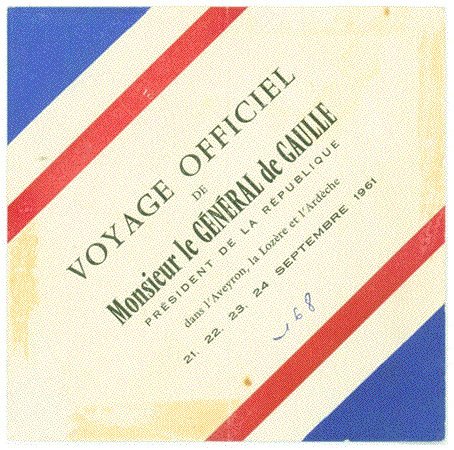 VOYAGE OFFICIEL
DE
Monsieur le GÉNÉRAL de GAULLE
PRÉSIDENT DE LA RÉPUBLIQUE
dans l'Aveyron, la Lozère et l'Ardèche
21. 22. 23. 24 SEPTEMBRE 1961
68